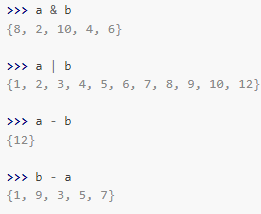 >>> a & b
{8, 2, 10, 4, 6}
>>> a | b
{1, 2, 3, 4, 5, 6, 7, 8, 9, 10, 12}
>>> a - b
{12}
>>> b - a
{1, 9, 3, 5, 7}